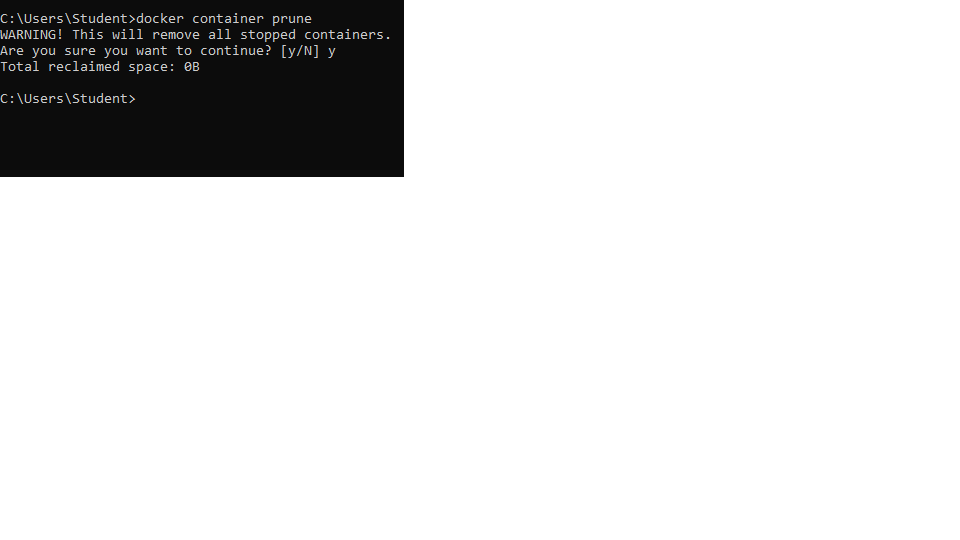 C:\Users\Student>docker container prune
WARNING! This will remove all stopped containers.
Are you sure you want to continue? [y/N] y
Total reclaimed space: 0B
C:\Users\Student>